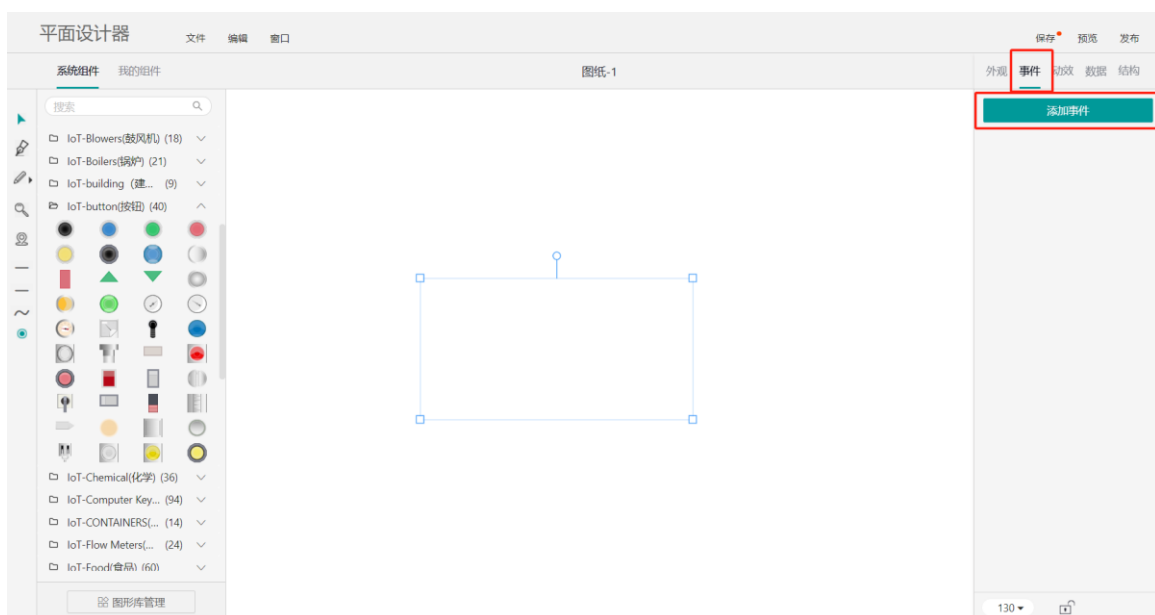 平面设计器 文件 编辑 窗口 保存 预览 发布
系统组件 我的组件 图纸-1 外观 事件 动效 数据 结构
搜索 添加事件
IoT-Blowers(鼓风机) (18)
IoT-Boilers(锅炉) (21)
IoT-building (建... (9)
IoT-button(按钮) (40)
IoT-Chemical(化学) (36)
IoT-Computer Key... (94)
IoT-CONTAINERS(... (14)
IoT-Flow Meters(... (24)
IoT-Food(食品) (60)
图形库管理 130